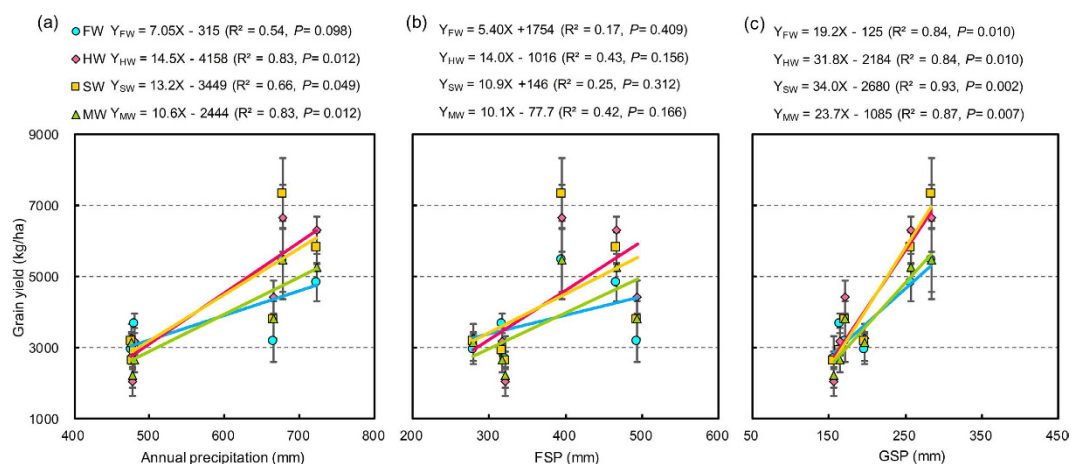 (a)
FW Y_FW = 7.05X - 315 (R² = 0.54, P= 0.098)
HW Y_HW = 14.5X - 4158 (R² = 0.83, P= 0.012)
SW Y_SW = 13.2X - 3449 (R² = 0.66, P= 0.049)
MW Y_MW = 10.6X - 2444 (R² = 0.83, P= 0.012)
(b)
Y_FW = 5.40X +1754 (R² = 0.17, P= 0.409)
Y_HW = 14.0X - 1016 (R² = 0.43, P= 0.156)
Y_SW = 10.9X +146 (R² = 0.25, P= 0.312)
Y_MW = 10.1X - 77.7 (R² = 0.42, P= 0.166)
(c)
Y_FW = 19.2X - 125 (R² = 0.84, P= 0.010)
Y_HW = 31.8X - 2184 (R² = 0.84, P= 0.010)
Y_SW = 34.0X - 2680 (R² = 0.93, P= 0.002)
Y_MW = 23.7X - 1085 (R² = 0.87, P= 0.007)
Grain yield (kg/ha)
9000
7000
5000
3000
1000
400 500 600 700 800
Annual precipitation (mm)
200 300 400 500 600
FSP (mm)
50 150 250 350 450
GSP (mm)